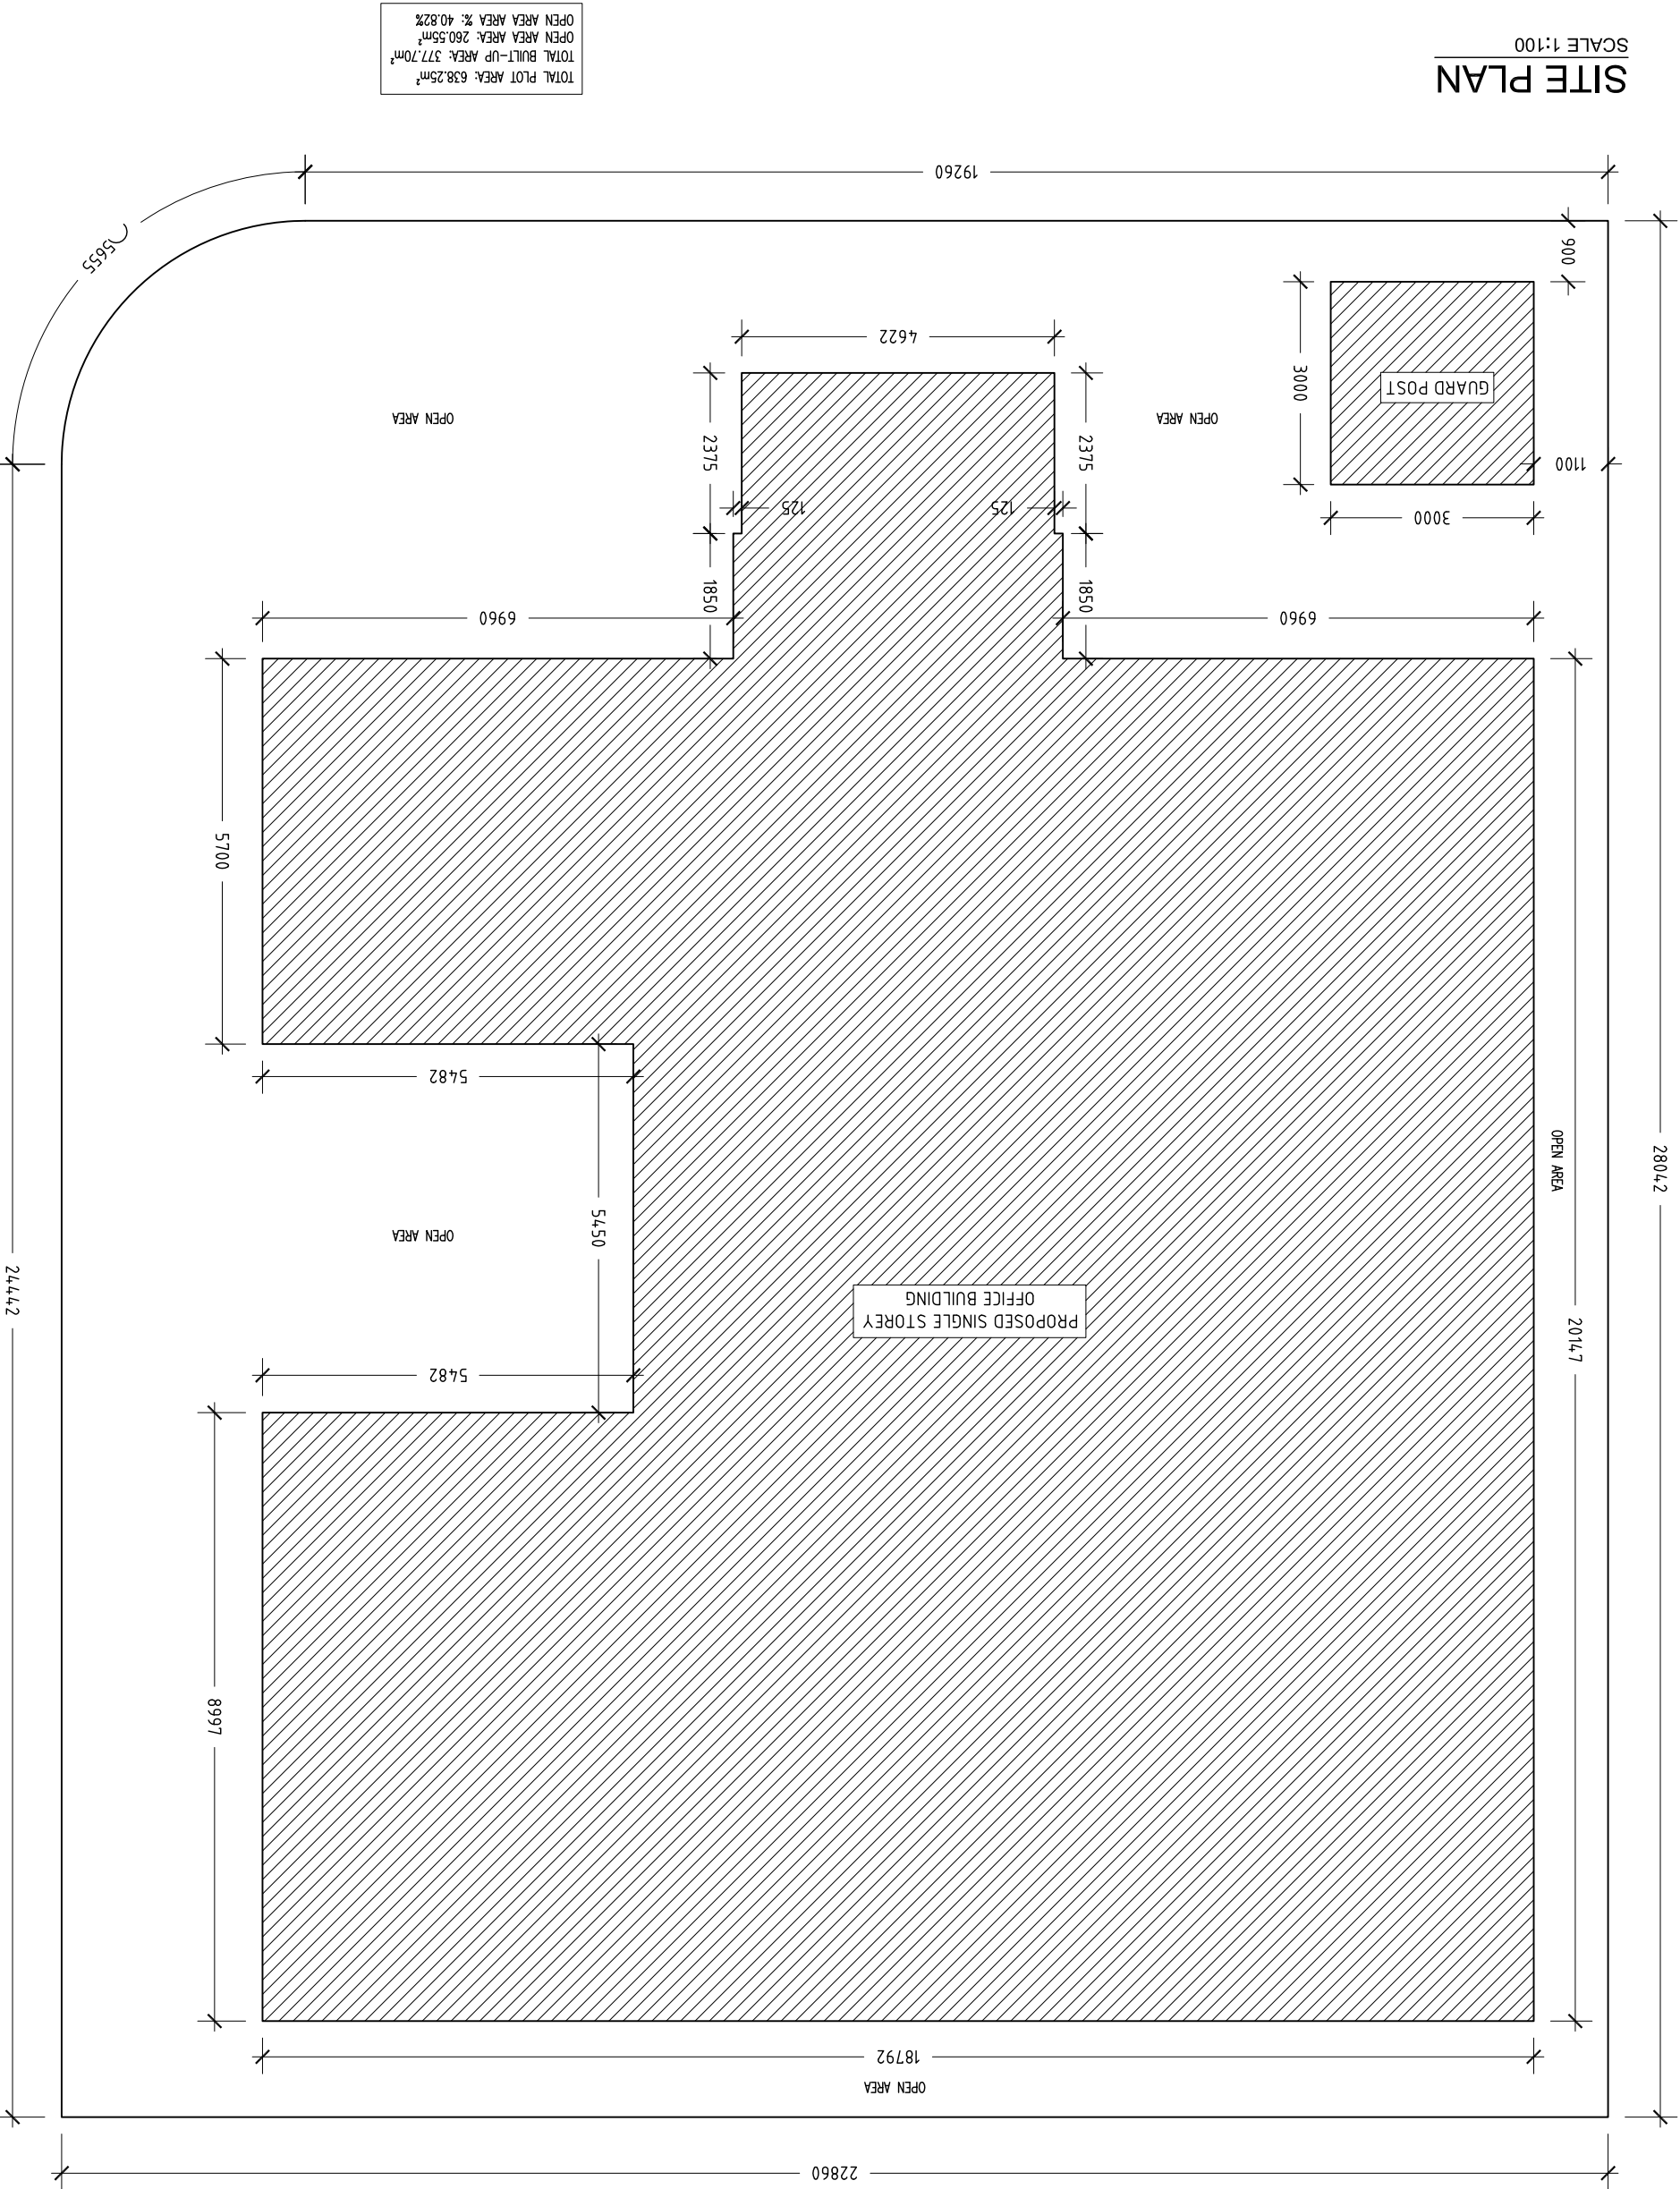 22860
OPEN AREA
18792
20147
OPEN AREA
28042
8997
5482
5450
5482
5700
24442
PROPOSED SINGLE STOREY
OFFICE BUILDING
OPEN AREA
6960
6960
1850
1850
125
125
2375
2375
4622
3000
3000
1100
900
GUARD POST
OPEN AREA
OPEN AREA
5655
19260
SITE PLAN
SCALE 1:100
TOTAL PLOT AREA: 638.25m²
TOTAL BUILT-UP AREA: 377.70m²
OPEN AREA AREA: 260.55m²
OPEN AREA AREA %: 40.82%